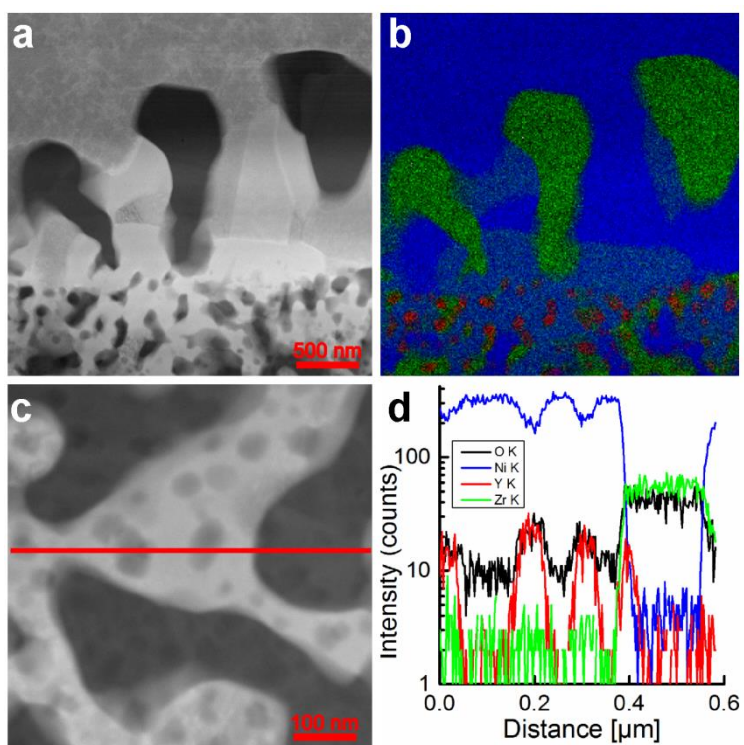 a
b
500 nm
c
100 nm
d
Intensity (counts)
100
10
1
O K
Ni K
Y K
Zr K
0.0
0.2
0.4
0.6
Distance [µm]